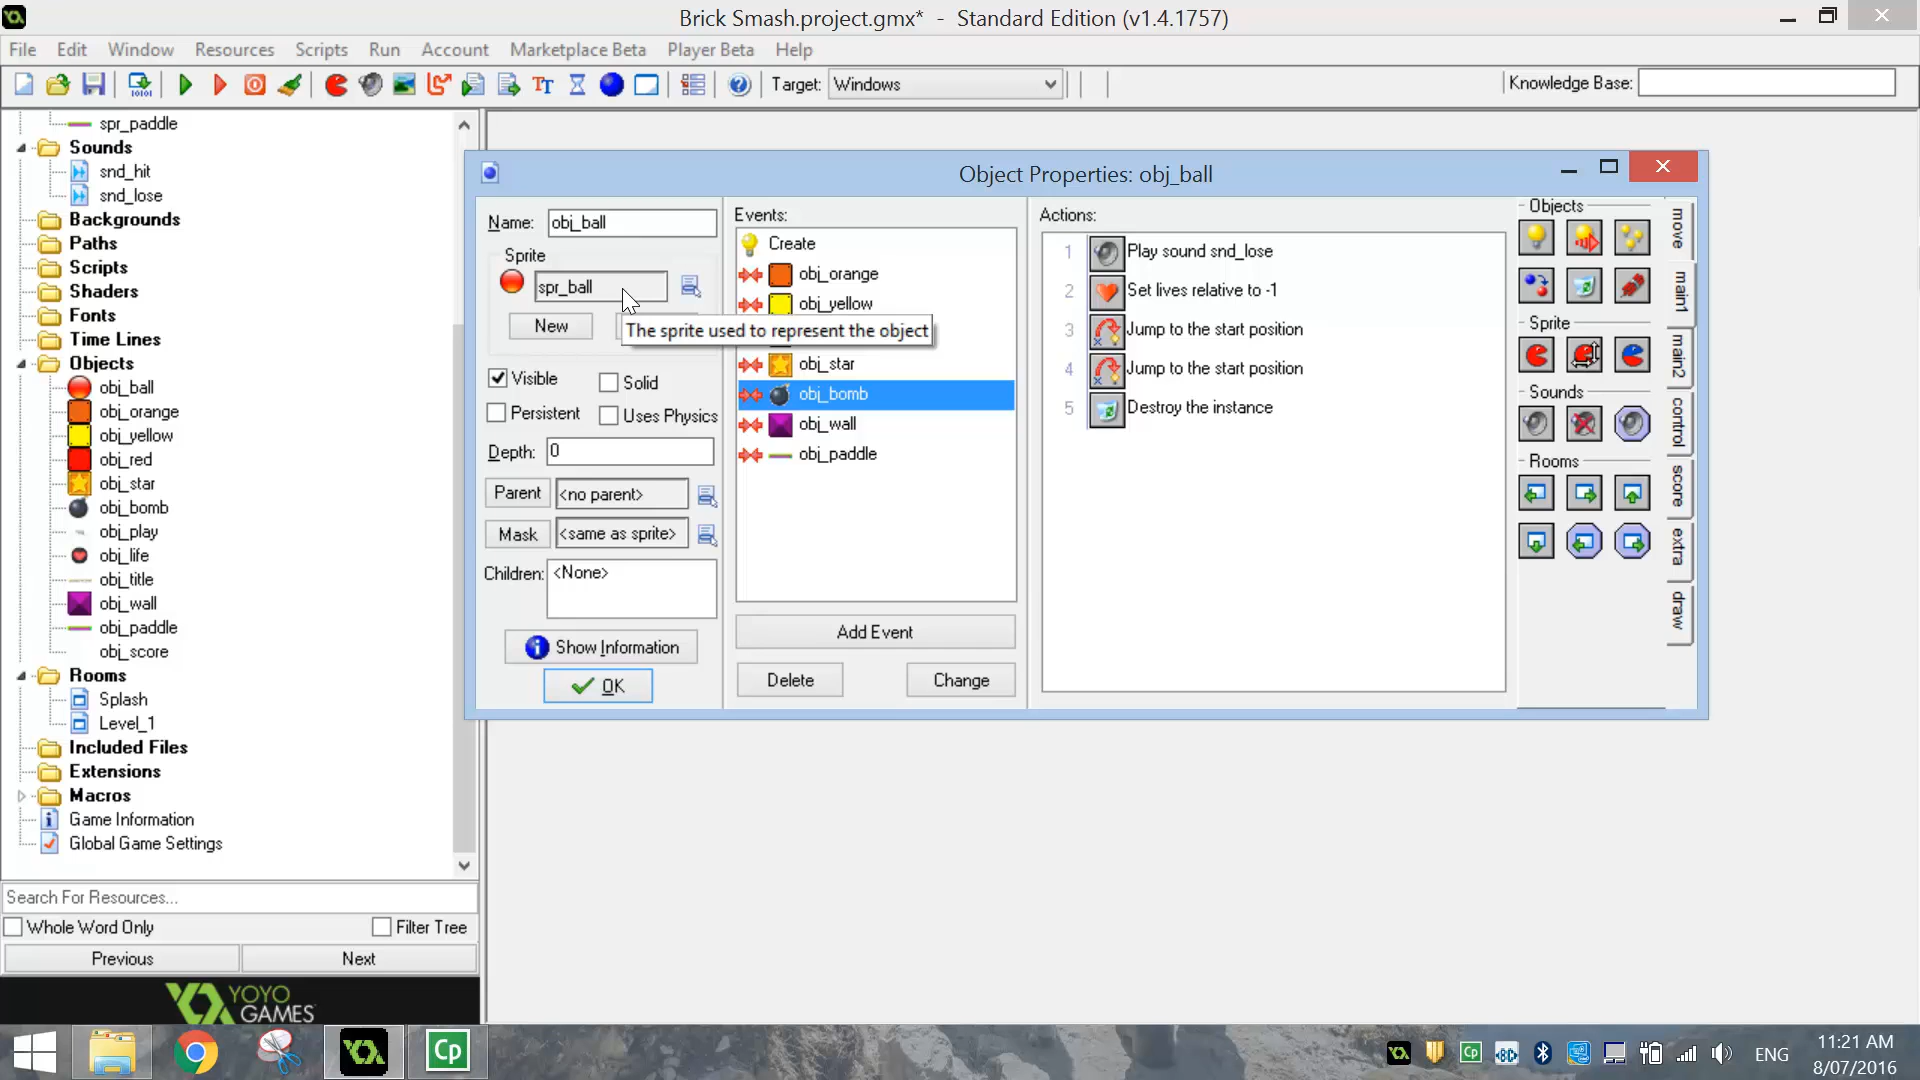 Brick Smash.project.gmx* - Standard Edition (v1.4.1757)
File Edit Window Resources Scripts Run Account Marketplace Beta Player Beta Help
Target: Windows
Knowledge Base:
spr_paddle
Sounds
snd_hit
snd_lose
Backgrounds
Paths
Scripts
Shaders
Fonts
Time Lines
Objects
obj_ball
obj_orange
obj_yellow
obj_red
obj_star
obj_bomb
obj_play
obj_life
obj_title
obj_wall
obj_paddle
obj_score
Rooms
Splash
Level_1
Included Files
Extensions
Macros
Game Information
Global Game Settings
Search For Resources...
Whole Word Only
Filter Tree
Previous
Next
YOYO
GAMES
Object Properties: obj_ball
Name: obj_ball
Sprite
spr_ball
New
The sprite used to represent the object
Visible
Solid
Persistent
Uses Physics
Depth: 0
Parent <no parent>
Mask <same as sprite>
Children: <None>
Show Information
OK
Events:
Create
obj_orange
obj_yellow
obj_star
obj_bomb
obj_wall
obj_paddle
Add Event
Delete
Change
Actions:
1 Play sound snd_lose
2 Set lives relative to -1
3 Jump to the start position
4 Jump to the start position
5 Destroy the instance
Objects
Sprite
Sounds
Rooms
move
main1
main2
control
score
extra
draw
Cp
ENG
11:21 AM
8/07/2016